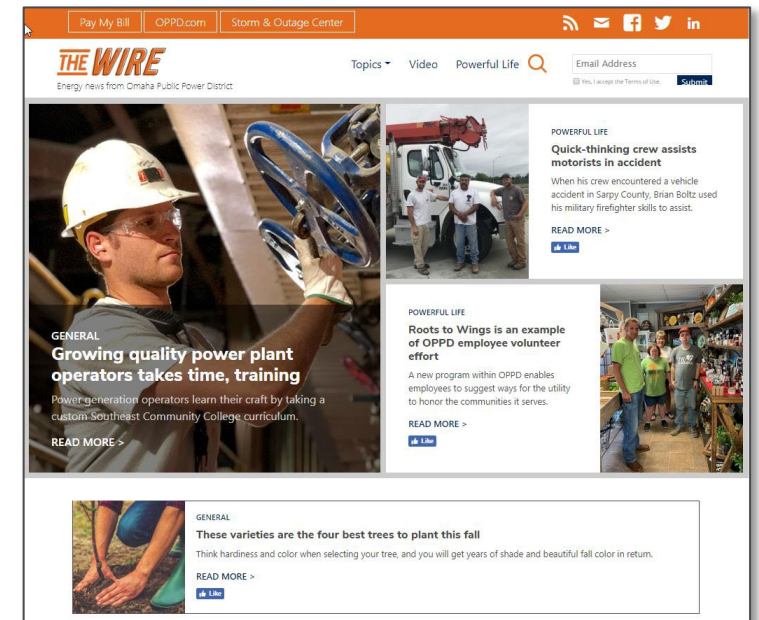 Pay My Bill OPPD.com Storm & Outage Center
THE WIRE
Energy news from Omaha Public Power District
Topics Video Powerful Life
Email Address
Yes, I accept the Terms of Use.
Submit
GENERAL
Growing quality power plant
operators takes time, training
Power generation operators learn their craft by taking a
custom Southeast Community College curriculum.
READ MORE >
POWERFUL LIFE
Quick-thinking crew assists
motorists in accident
When his crew encountered a vehicle
accident in Sarpy County, Brian Boltz used
his military firefighter skills to assist.
READ MORE >
Like
POWERFUL LIFE
Roots to Wings is an example
of OPPD employee volunteer
effort
A new program within OPPD enables
employees to suggest ways for the utility
to honor the communities it serves.
READ MORE >
Like
GENERAL
These varieties are the four best trees to plant this fall
Think hardiness and color when selecting your tree, and you will get years of shade and beautiful fall color in return.
READ MORE >
Like